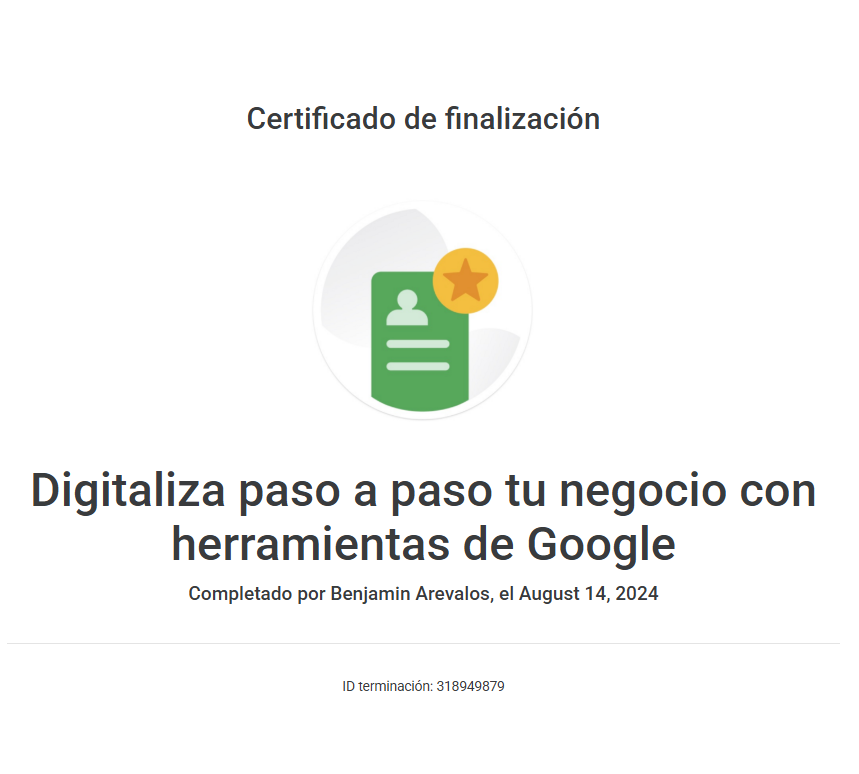 Certificado de finalización
Digitaliza paso a paso tu negocio con
herramientas de Google
Completado por Benjamin Arevalos, el August 14, 2024
ID terminación: 318949879